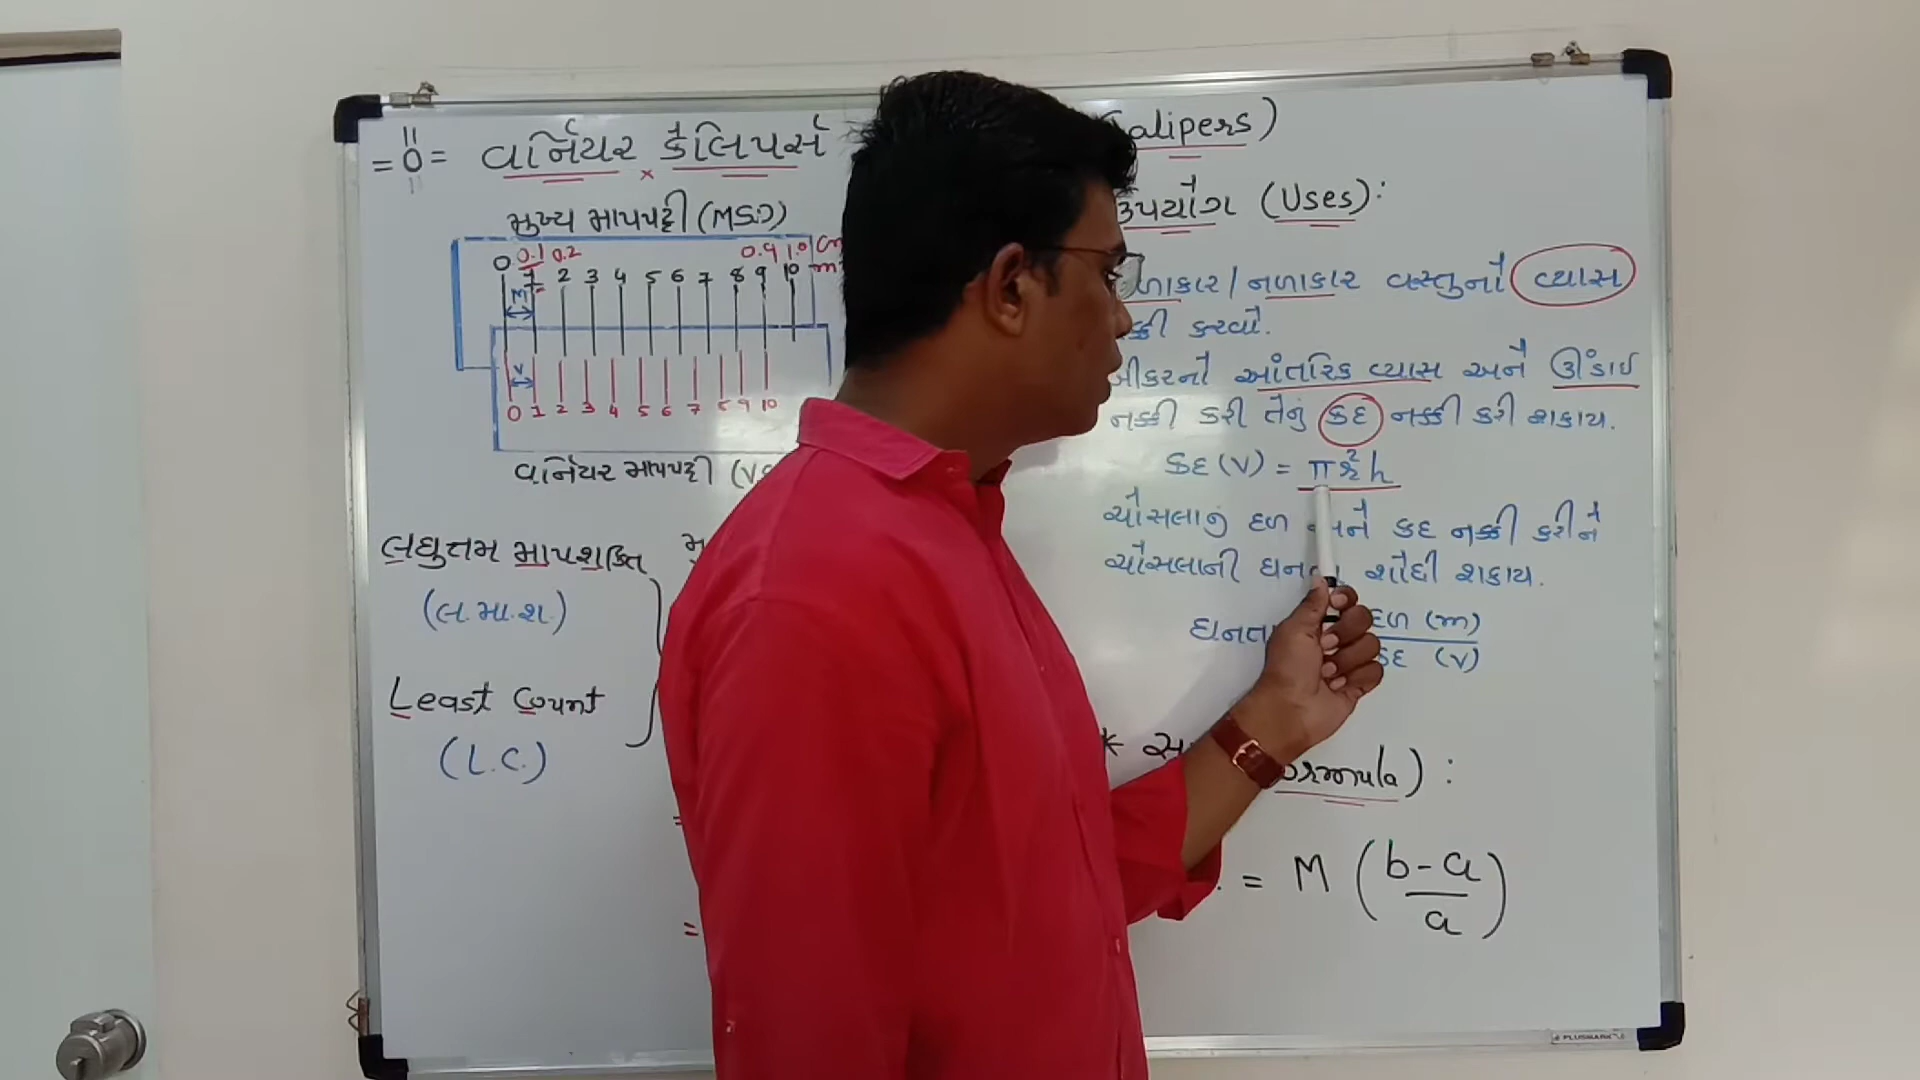 = 0 =
વર્નિયર કેલિપર્સ
મુખ્ય માપપટ્ટી (MSD)
0.1 0.2 0.9 1.0 cm
0 1 2 3 4 5 6 7 8 9 10
M
V
0 1 2 3 4 5 6 7 8 9 10
વર્નિયર માપપટ્ટી
લઘુત્તમ માપશક્તિ
(લ.મા.શ.)
Least Count
(L.C.)
ઉપયોગ (Uses):
નળાકાર વસ્તુનો વ્યાસ
કરવો.
આંતરિક વ્યાસ અને ઊંડાઈ
નક્કી કરી તેનું કદ નક્કી કરી શકાય.
કદ (V) = πr²h
ચોસલાનું દળ અને કદ નક્કી કરીને
ચોસલાની ઘનતા શોધી શકાય.
દળ (m)
કદ (V)
= M (b-a / a)
PLUSMARK